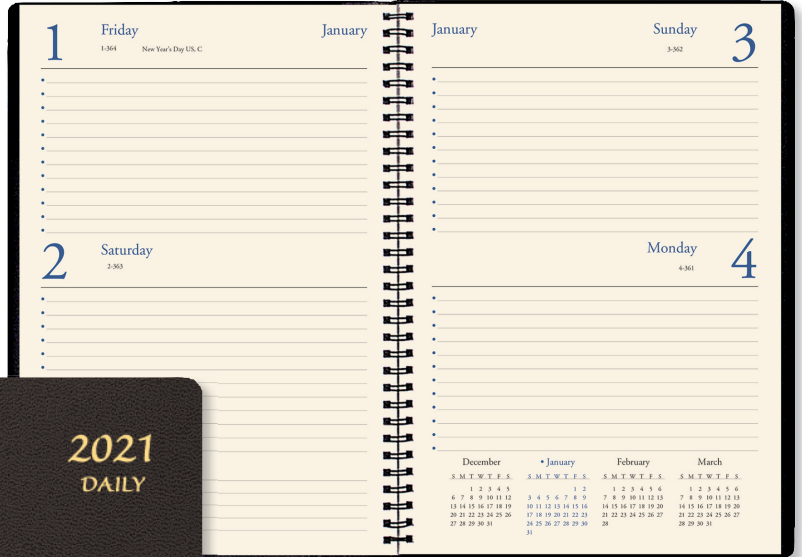 1 Friday January
1-364 New Year's Day US, C
2 Saturday
2-363
2021
DAILY
January Sunday 3
3-362
Monday 4
4-361
December
S M T W T F S
1 2 3 4 5
6 7 8 9 10 11 12
13 14 15 16 17 18 19
20 21 22 23 24 25 26
27 28 29 30 31
• January
S M T W T F S
1 2
3 4 5 6 7 8 9
10 11 12 13 14 15 16
17 18 19 20 21 22 23
24 25 26 27 28 29 30
31
February
S M T W T F S
1 2 3 4 5 6
7 8 9 10 11 12 13
14 15 16 17 18 19 20
21 22 23 24 25 26 27
28
March
S M T W T F S
1 2 3 4 5 6
7 8 9 10 11 12 13
14 15 16 17 18 19 20
21 22 23 24 25 26 27
28 29 30 31